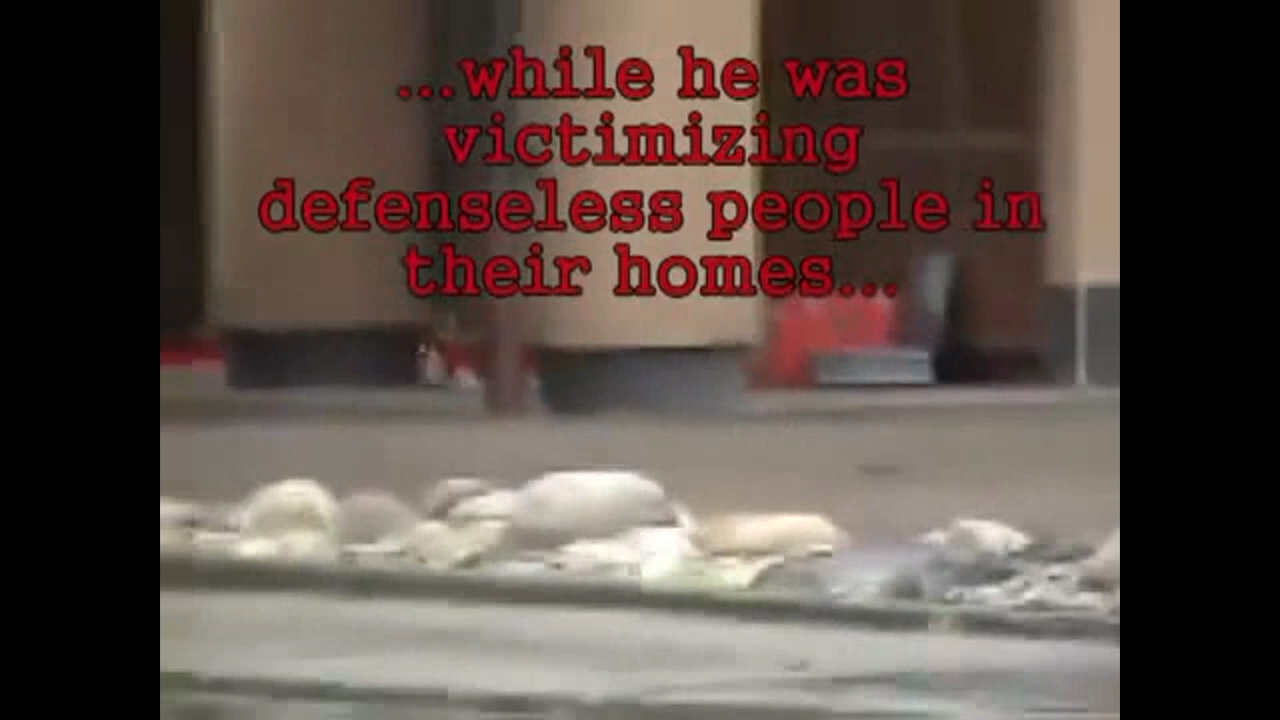 ...while he was
victimizing
defenseless people in
their homes...